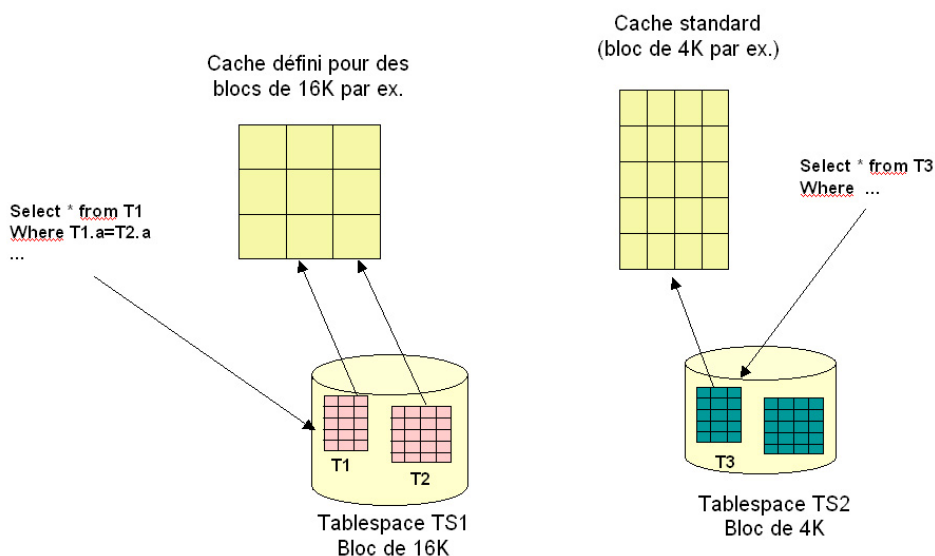 Cache standard
(bloc de 4K par ex.)
Cache défini pour des
blocs de 16K par ex.
Select * from T3
Where ...
Select * from T1
Where T1.a=T2.a
...
T1
T2
T3
Tablespace TS1
Bloc de 16K
Tablespace TS2
Bloc de 4K